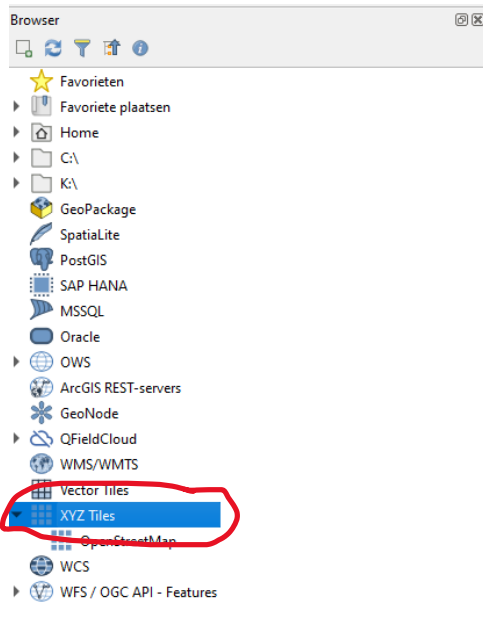 Browser
Favorieten
Favoriete plaatsen
Home
C:\
K:\
GeoPackage
SpatiaLite
PostGIS
SAP HANA
MSSQL
Oracle
OWS
ArcGIS REST-servers
GeoNode
QFieldCloud
WMS/WMTS
Vector Tiles
XYZ Tiles
OpenStreetMap
WCS
WFS / OGC API - Features